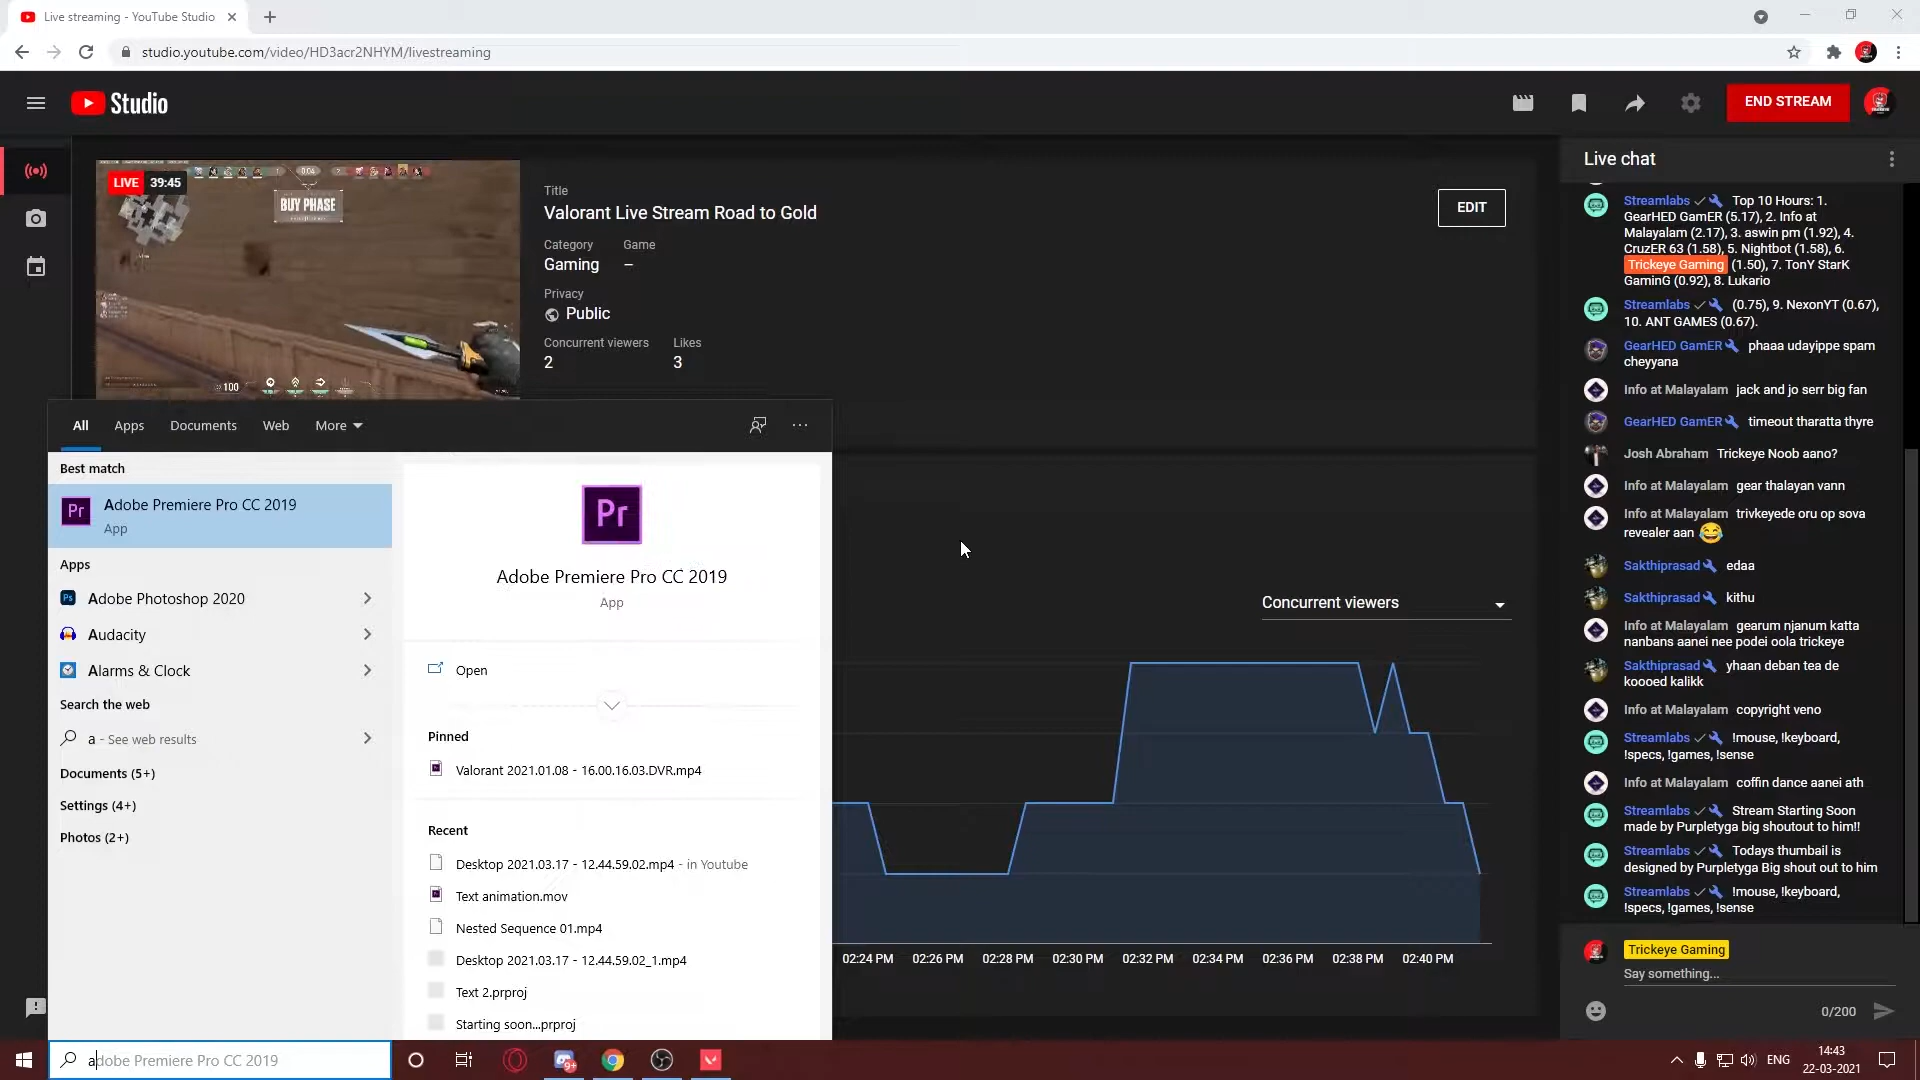 Live streaming - YouTube Studio
studio.youtube.com/video/HD3acr2NHYM/livestreaming
Studio
END STREAM
LIVE 39:45
0:04
BUY PHASE
100
Title
Valorant Live Stream Road to Gold
EDIT
Category Game
Gaming –
Privacy
Public
Concurrent viewers Likes
2 3
All Apps Documents Web More
Best match
Adobe Premiere Pro CC 2019
App
Apps
Adobe Photoshop 2020
Audacity
Alarms & Clock
Search the web
a - See web results
Documents (5+)
Settings (4+)
Photos (2+)
Pr
Adobe Premiere Pro CC 2019
App
Open
Pinned
Valorant 2021.01.08 - 16.00.16.03.DVR.mp4
Recent
Desktop 2021.03.17 - 12.44.59.02.mp4 - in Youtube
Text animation.mov
Nested Sequence 01.mp4
Desktop 2021.03.17 - 12.44.59.02_1.mp4
Text 2.prproj
Starting soon...prproj
Concurrent viewers
02:24 PM 02:26 PM 02:28 PM 02:30 PM 02:32 PM 02:34 PM 02:36 PM 02:38 PM 02:40 PM
Live chat
Streamlabs Top 10 Hours: 1.
GearHED GamER (5.17), 2. Info at
Malayalam (2.17), 3. aswin pm (1.92), 4.
CruzER 63 (1.58), 5. Nightbot (1.58), 6.
Trickeye Gaming (1.50), 7. TonY StarK
GaminG (0.92), 8. Lukario
Streamlabs (0.75), 9. NexonYT (0.67),
10. ANT GAMES (0.67).
GearHED GamER phaaa udayippe spam
cheyyana
Info at Malayalam jack and jo serr big fan
GearHED GamER timeout tharatta thyre
Josh Abraham Trickeye Noob aano?
Info at Malayalam gear thalayan vann
Info at Malayalam trivkeyede oru op sova
revealer aan 😂
Sakthiprasad edaa
Sakthiprasad kithu
Info at Malayalam gearum njanum katta
nanbans aanei nee podei oola trickeye
Sakthiprasad yhaan deban tea de
koooed kalikk
Info at Malayalam copyright veno
Streamlabs !mouse, !keyboard,
!specs, !games, !sense
Info at Malayalam coffin dance aanei ath
Streamlabs Stream Starting Soon
made by Purpletyga big shoutout to him!!
Streamlabs Todays thumbail is
designed by Purpletyga Big shout out to him
Streamlabs !mouse, !keyboard,
!specs, !games, !sense
Trickeye Gaming
Say something...
0/200
adobe Premiere Pro CC 2019
9+
ENG
14:43
22-03-2021